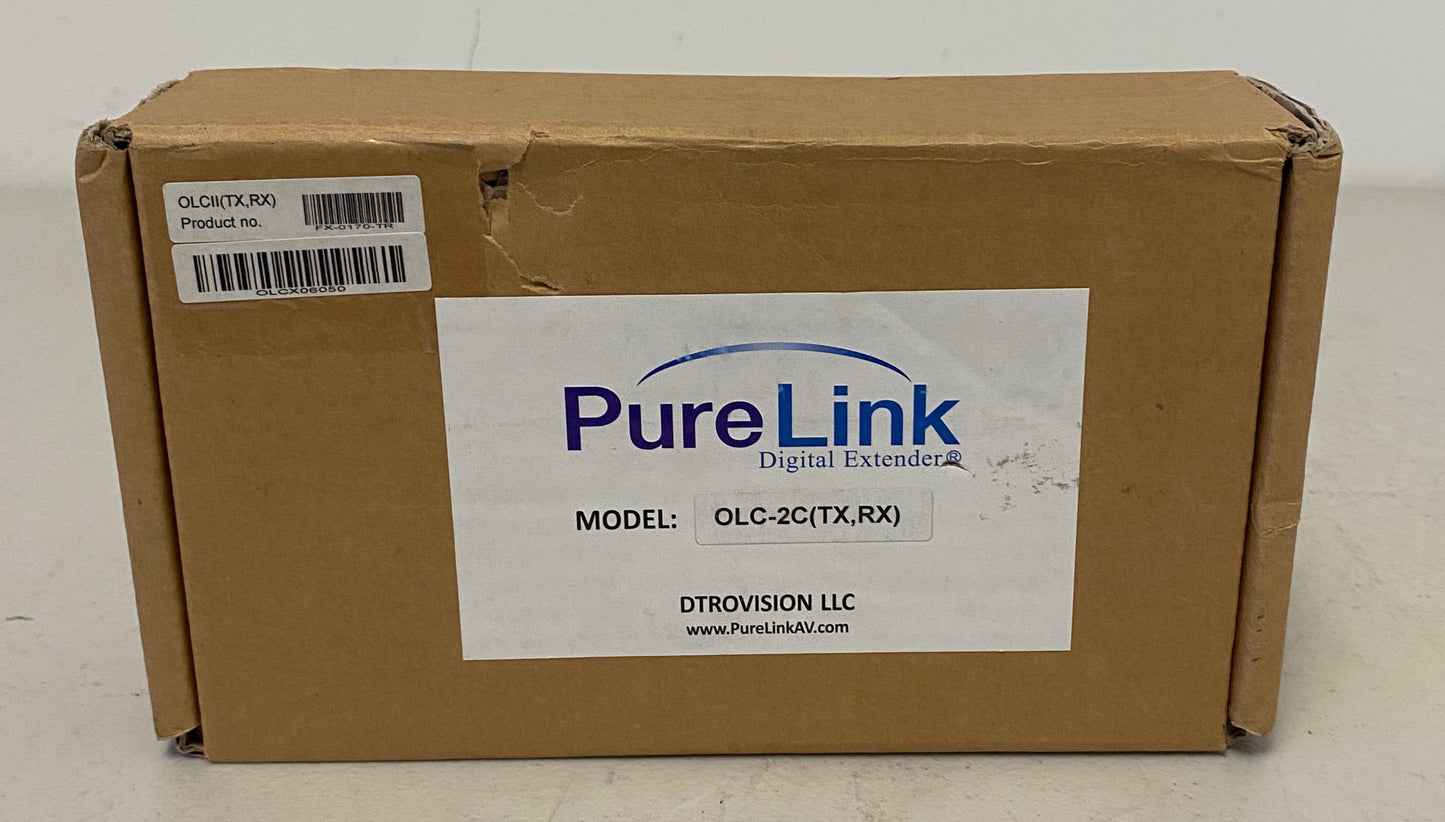 OLCII(TX,RX)
Product no.
FX-0170-TR
OLCX06050
PureLink
Digital Extender®
MODEL: OLC-2C(TX,RX)
DTROVISION LLC
www.PureLinkAV.com